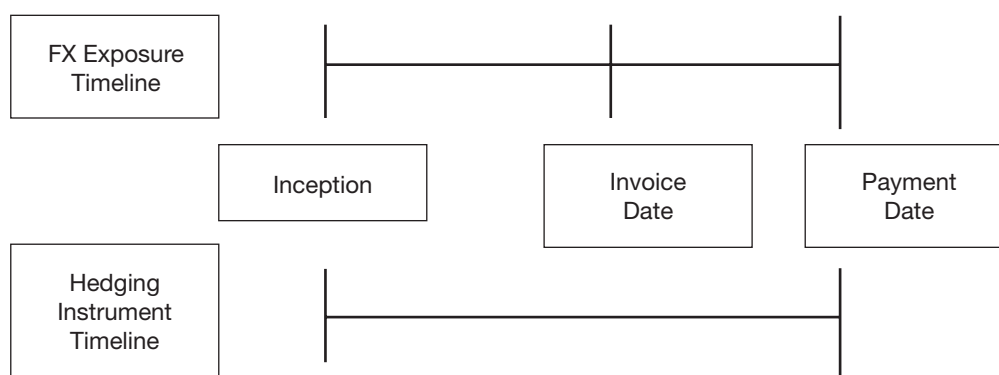 FX Exposure
Timeline
Inception
Invoice
Date
Payment
Date
Hedging
Instrument
Timeline